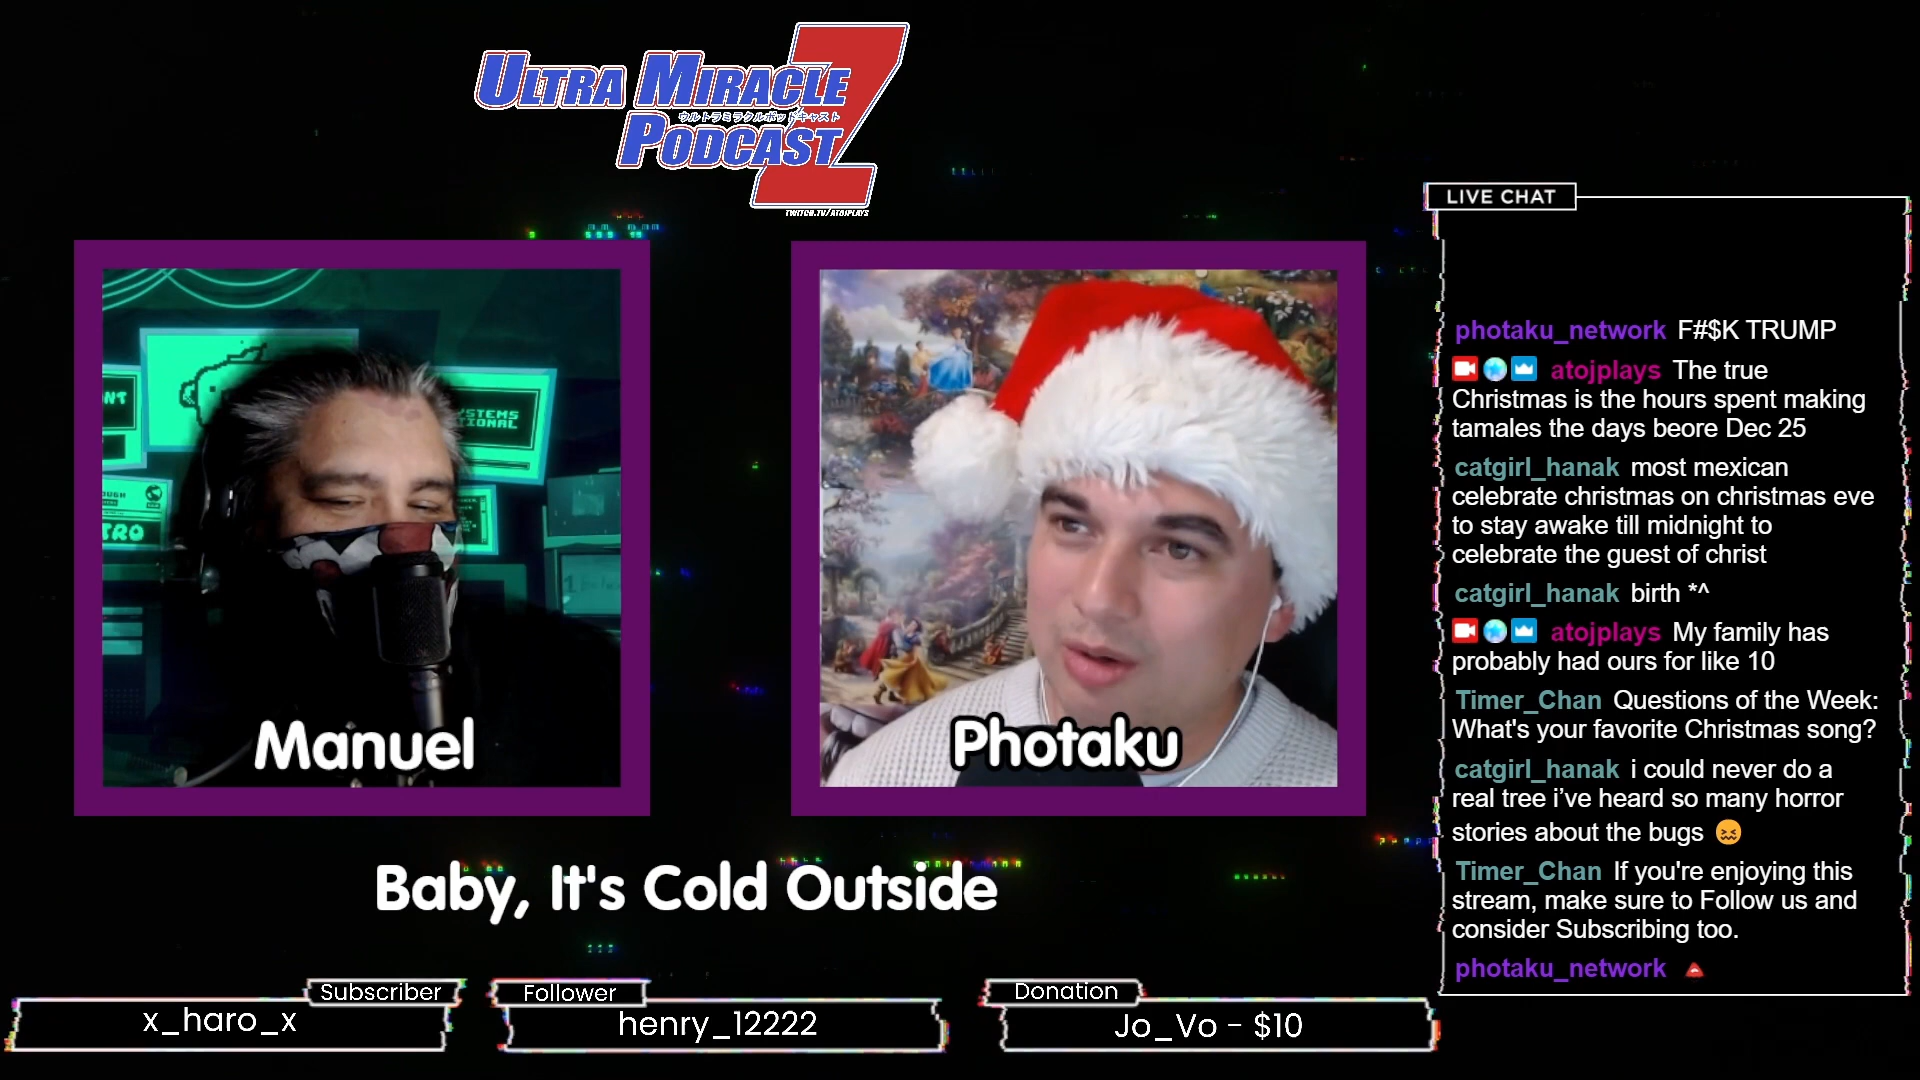 ULTRA MIRACLE
ウルトラミラクルポッドキャスト
PODCAST Z
TWITCH.TV/ATOJPLAYS
LIVE CHAT
photaku_network F#$K TRUMP
atojplays The true
Christmas is the hours spent making
tamales the days beore Dec 25
catgirl_hanak most mexican
celebrate christmas on christmas eve
to stay awake till midnight to
celebrate the guest of christ
catgirl_hanak birth *^
atojplays My family has
probably had ours for like 10
Timer_Chan Questions of the Week:
What's your favorite Christmas song?
catgirl_hanak i could never do a
real tree i’ve heard so many horror
stories about the bugs 😖
Timer_Chan If you're enjoying this
stream, make sure to Follow us and
consider Subscribing too.
photaku_network
Manuel
Photaku
Baby, It's Cold Outside
Subscriber
x_haro_x
Follower
henry_12222
Donation
Jo_Vo - $10